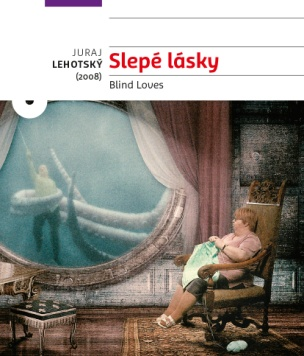 JURAJ
LEHOTSKÝ
(2008)
Slepé lásky
Blind Loves